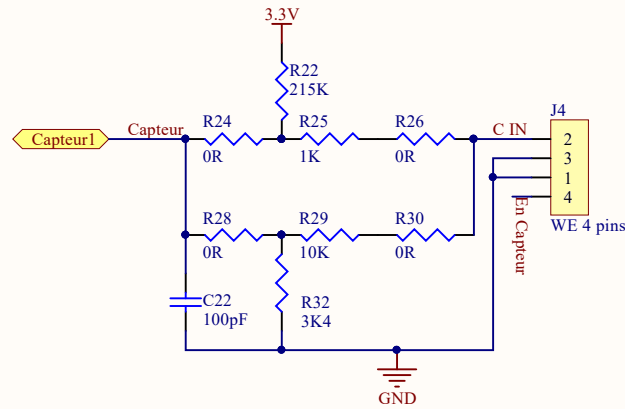 3.3V
R22
215K
J4
Capteur1
Capteur
R24
0R
R25
1K
R26
0R
C IN
2
3
1
4
WE 4 pins
En Capteur
R28
0R
R29
10K
R30
0R
C22
100pF
R32
3K4
GND